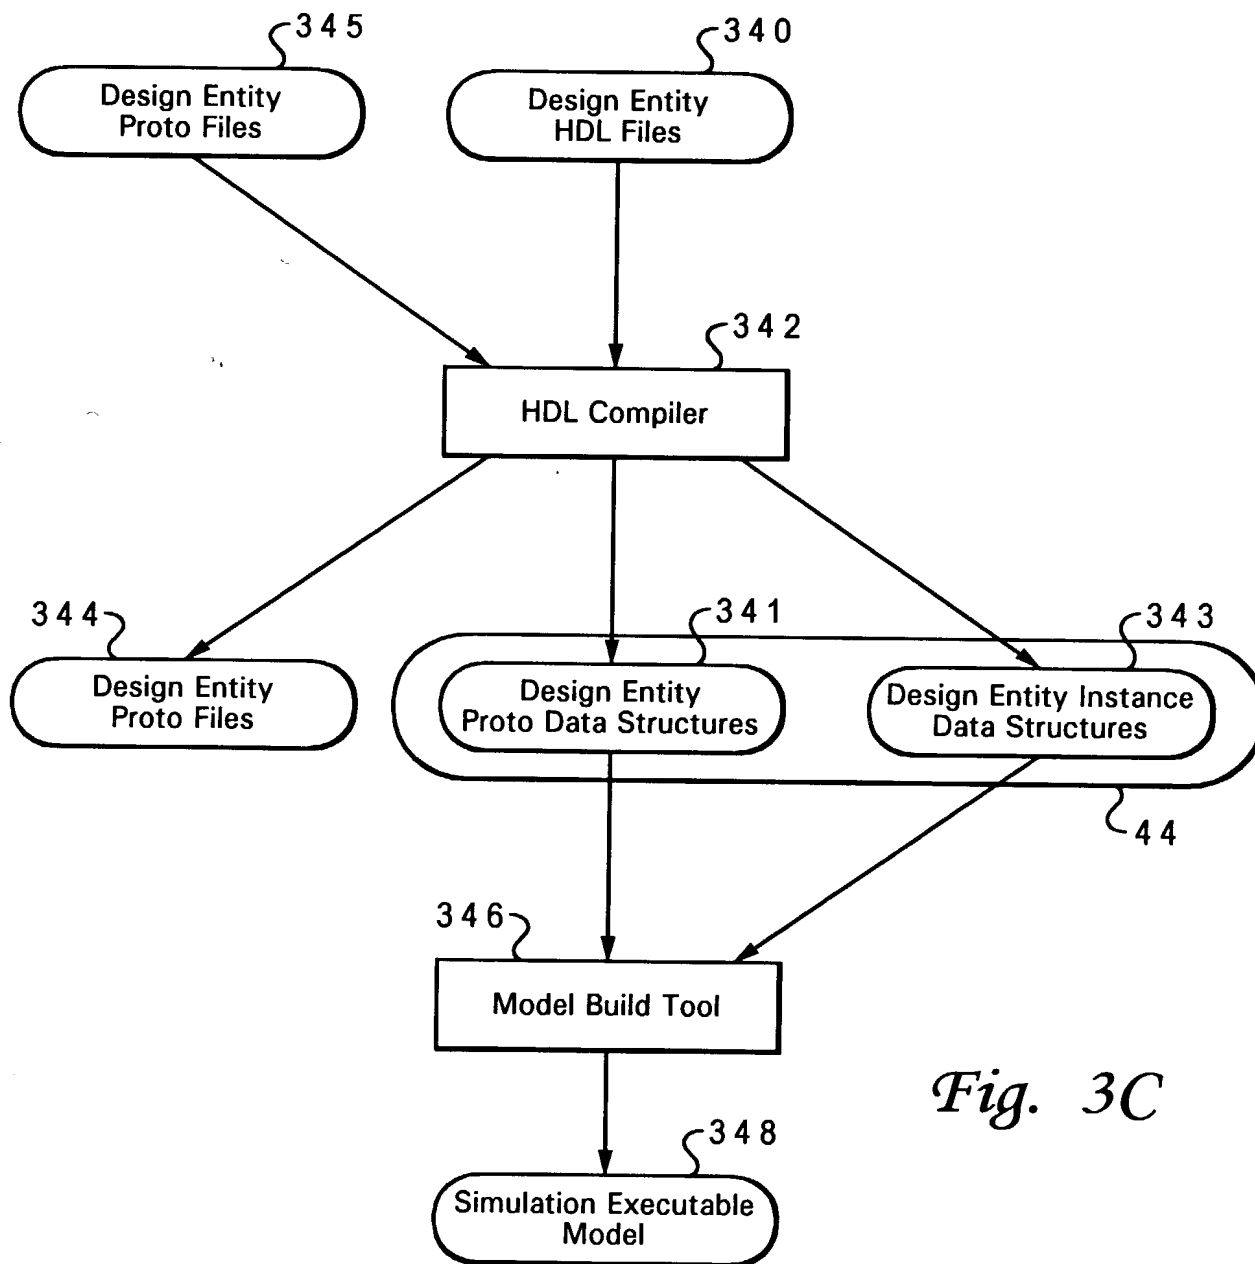 345
340
Design Entity
Proto Files
Design Entity
HDL Files
342
HDL Compiler
344
341
343
Design Entity
Proto Files
Design Entity
Proto Data Structures
Design Entity Instance
Data Structures
44
346
Model Build Tool
Fig. 3C
348
Simulation Executable
Model